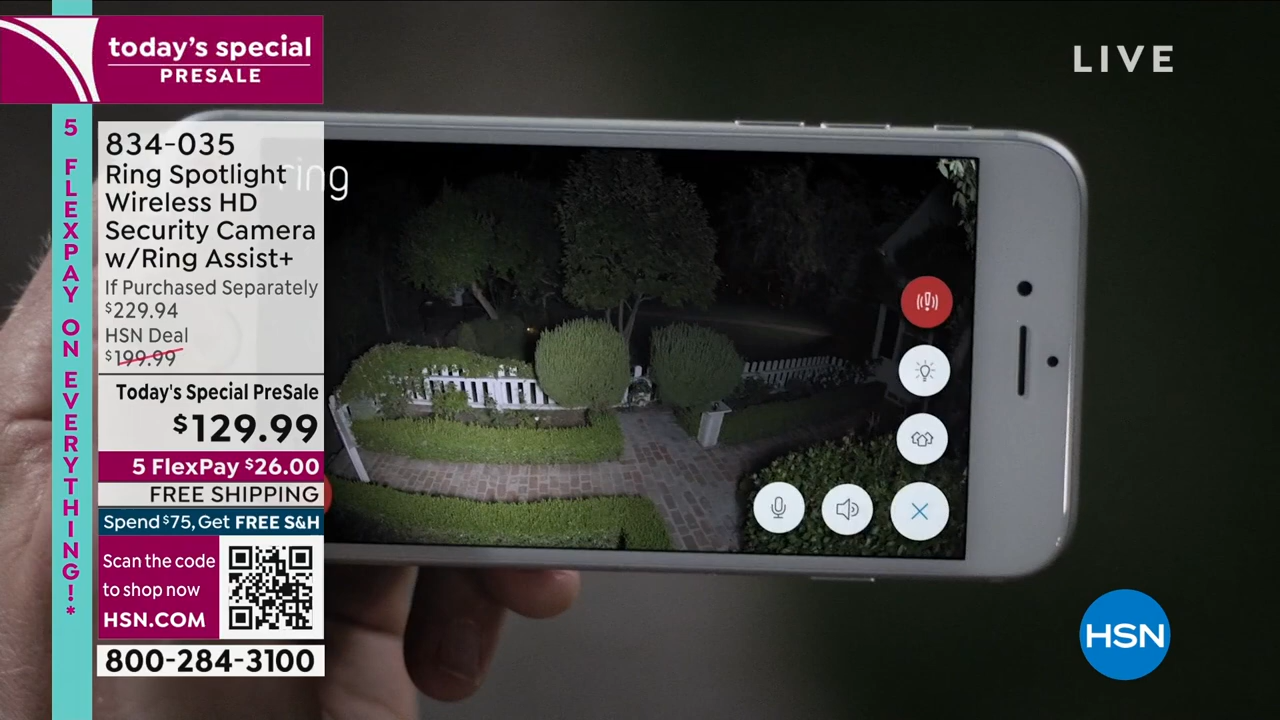 today's special
PRESALE
LIVE
5 FLEXPAY ON EVERYTHING!*
834-035
Ring Spotlight
Wireless HD
Security Camera
w/Ring Assist+
If Purchased Separately
$229.94
HSN Deal
$199.99
Today's Special PreSale
$129.99
5 FlexPay $26.00
FREE SHIPPING
Spend $75, Get FREE S&H
Scan the code
to shop now
HSN.COM
800-284-3100
ring
HSN